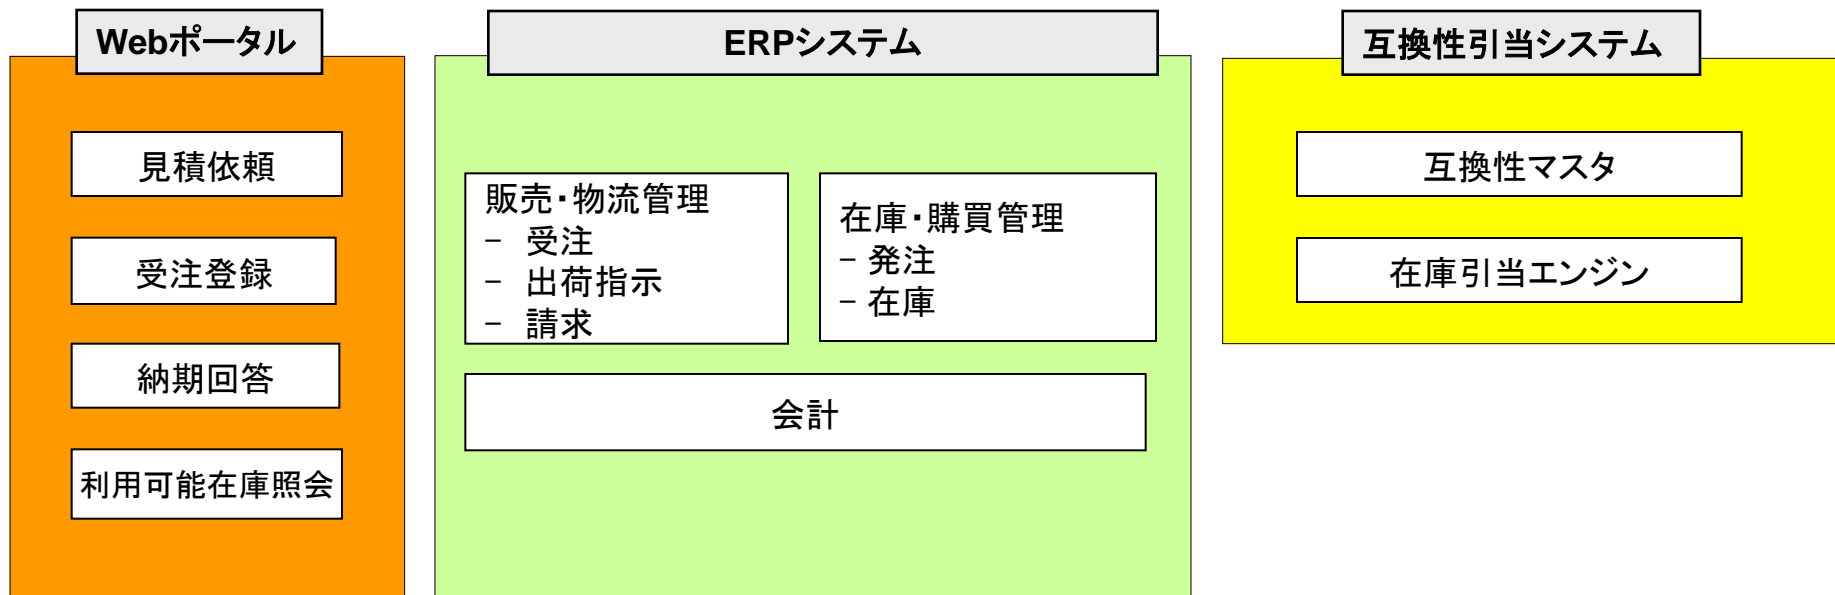 Webポータル
見積依頼
受注登録
納期回答
利用可能在庫照会
ERPシステム
販売・物流管理
– 受注
– 出荷指示
– 請求
在庫・購買管理
– 発注
– 在庫
会計
互換性引当システム
互換性マスタ
在庫引当エンジン